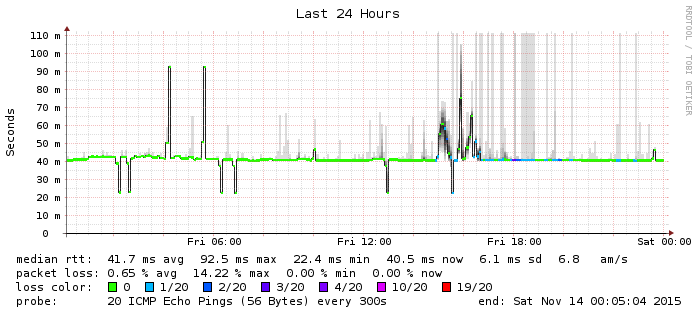 Last 24 Hours
RRDTOOL / TOBI OETIKER
Seconds
110 m
100 m
90 m
80 m
70 m
60 m
50 m
40 m
30 m
20 m
10 m
0
Fri 06:00 Fri 12:00 Fri 18:00 Sat 00:00
median rtt: 41.7 ms avg 92.5 ms max 22.4 ms min 40.5 ms now 6.1 ms sd 6.8 am/s
packet loss: 0.65 % avg 14.22 % max 0.00 % min 0.00 % now
loss color: 0 1/20 2/20 3/20 4/20 10/20 19/20
probe: 20 ICMP Echo Pings (56 Bytes) every 300s end: Sat Nov 14 00:05:04 2015